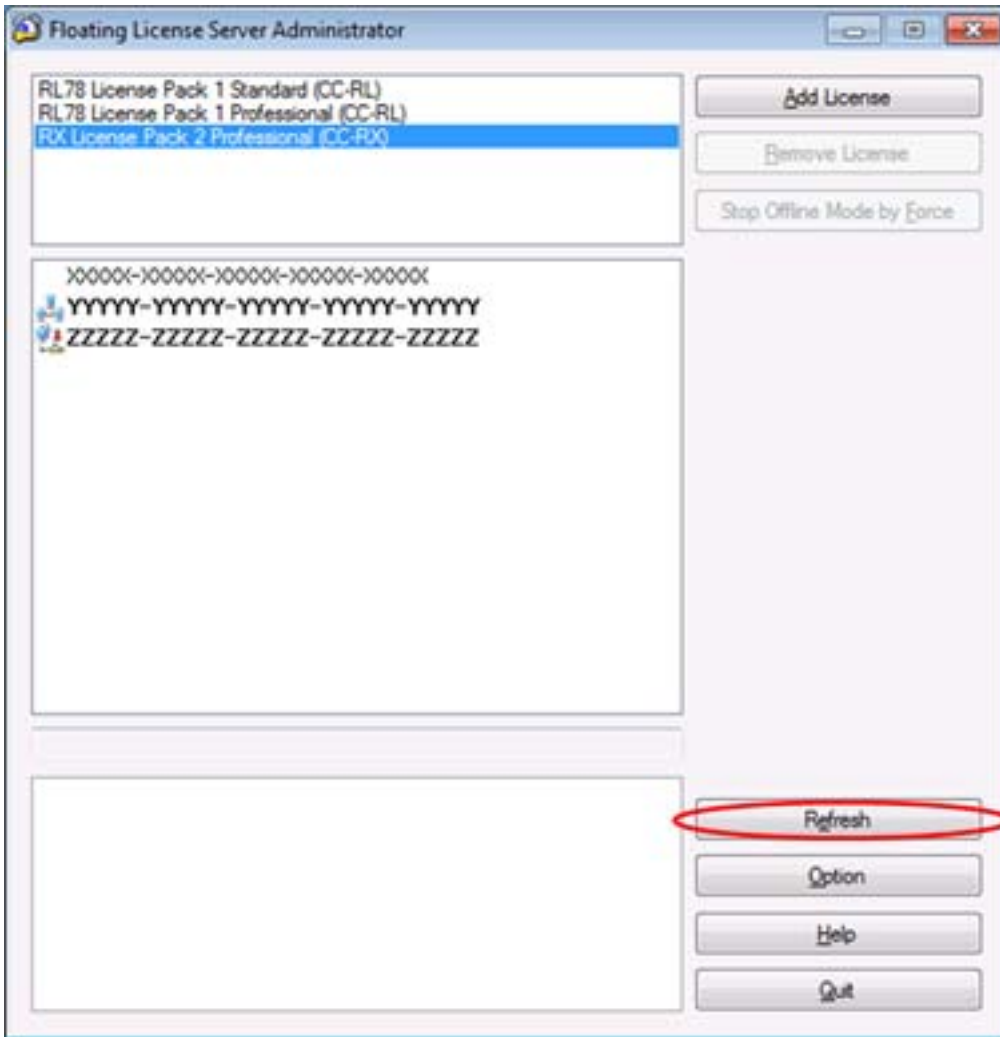 Floating License Server Administrator
RL78 License Pack 1 Standard (CC-RL)
RL78 License Pack 1 Professional (CC-RL)
RX License Pack 2 Professional (CC-RX)
Add License
Remove License
Stop Offline Mode by Force
XXXXX-XXXXX-XXXXX-XXXXX-XXXXX
YYYYY-YYYYY-YYYYY-YYYYY-YYYYY
ZZZZZ-ZZZZZ-ZZZZZ-ZZZZZ-ZZZZZ
Refresh
Option
Help
Quit